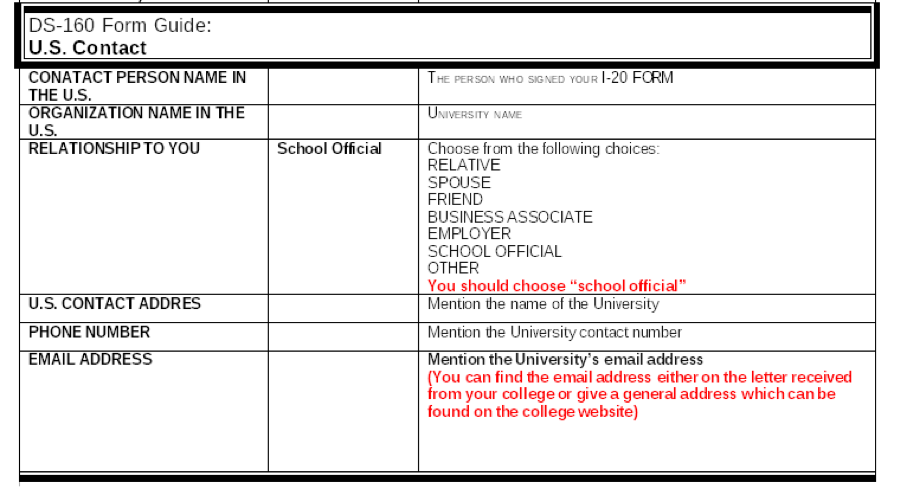 DS-160 Form Guide:
U.S. Contact
CONATACT PERSON NAME IN
THE U.S.
THE PERSON WHO SIGNED YOUR I-20 FORM
ORGANIZATION NAME IN THE
U.S.
UNIVERSITY NAME
RELATIONSHIP TO YOU
School Official
Choose from the following choices:
RELATIVE
SPOUSE
FRIEND
BUSINESS ASSOCIATE
EMPLOYER
SCHOOL OFFICIAL
OTHER
You should choose “school official”
U.S. CONTACT ADDRES
Mention the name of the University
PHONE NUMBER
Mention the University contact number
EMAIL ADDRESS
Mention the University’s email address
(You can find the email address either on the letter received
from your college or give a general address which can be
found on the college website)